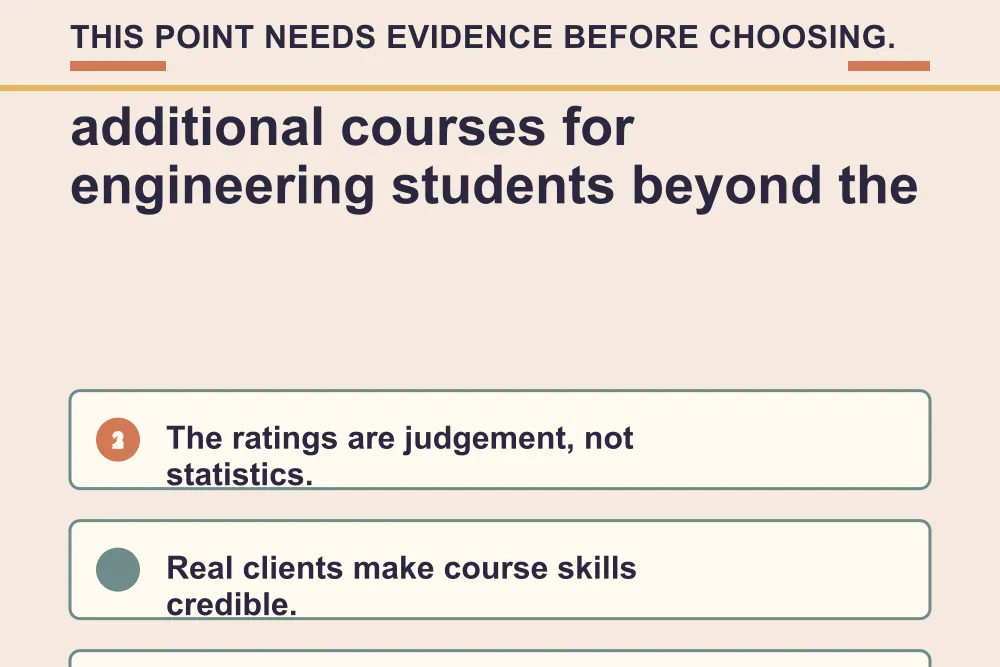 THIS POINT NEEDS EVIDENCE BEFORE CHOOSING.
additional courses for
engineering students beyond the
The ratings are judgement, not
statistics.
Real clients make course skills
credible.